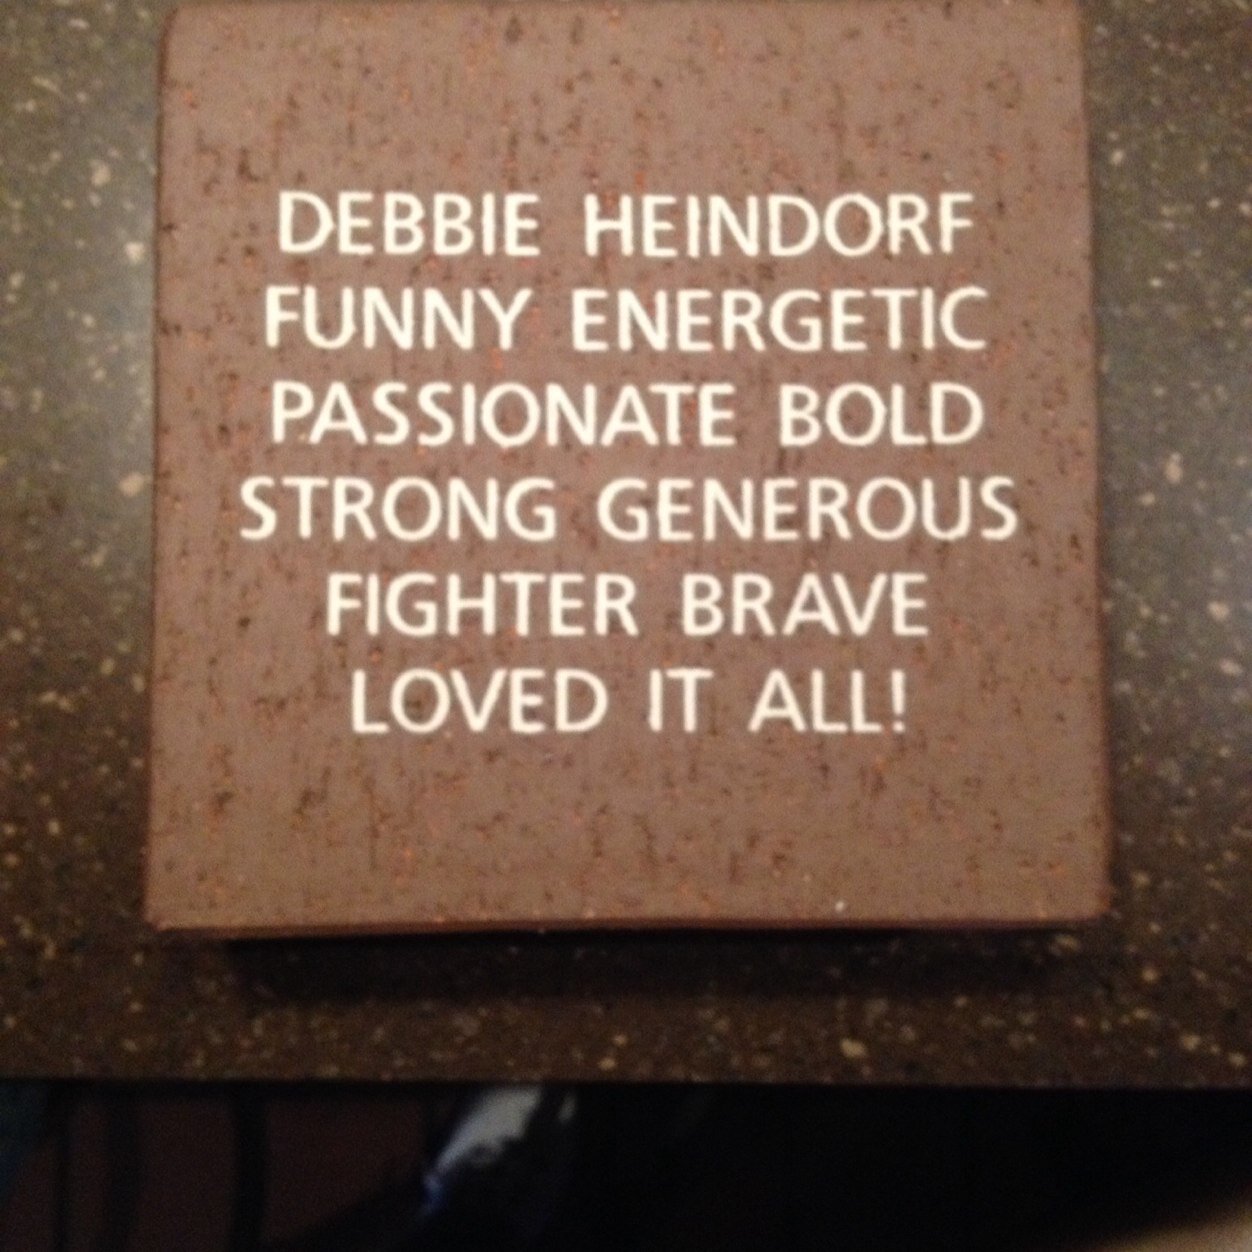 DEBBIE HEINDORF
FUNNY ENERGETIC
PASSIONATE BOLD
STRONG GENEROUS
FIGHTER BRAVE
LOVED IT ALL!